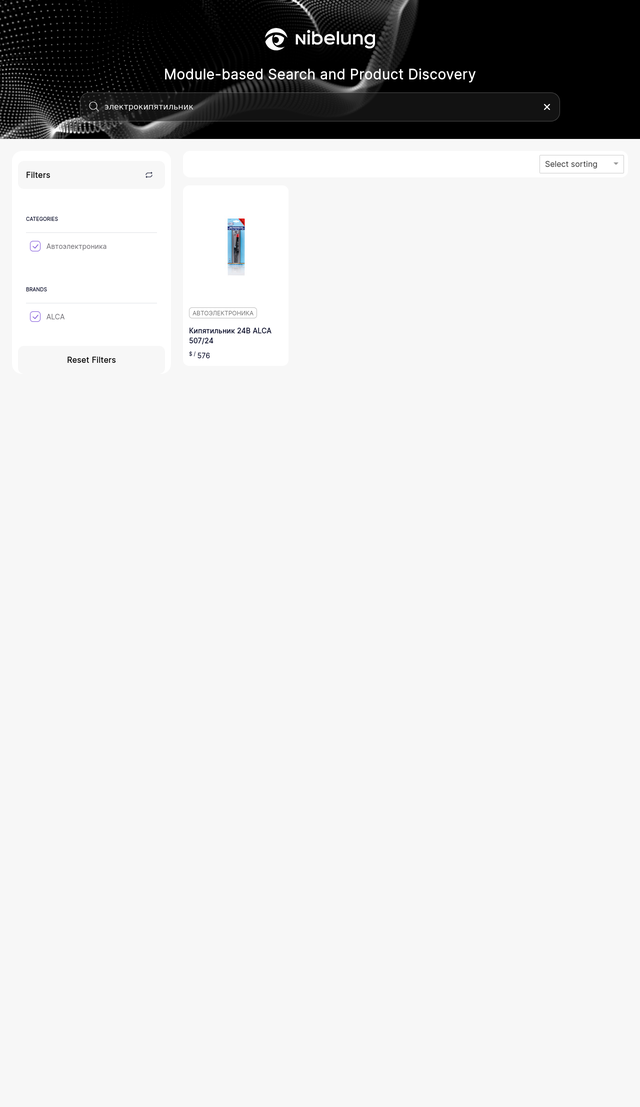 Nibelung
Module-based Search and Product Discovery
электрокипятильник
Filters
Select sorting
CATEGORIES
Автоэлектроника
BRANDS
ALCA
Reset Filters
АВТОЭЛЕКТРОНИКА
Кипятильник 24В ALCA
507/24
$ / 576